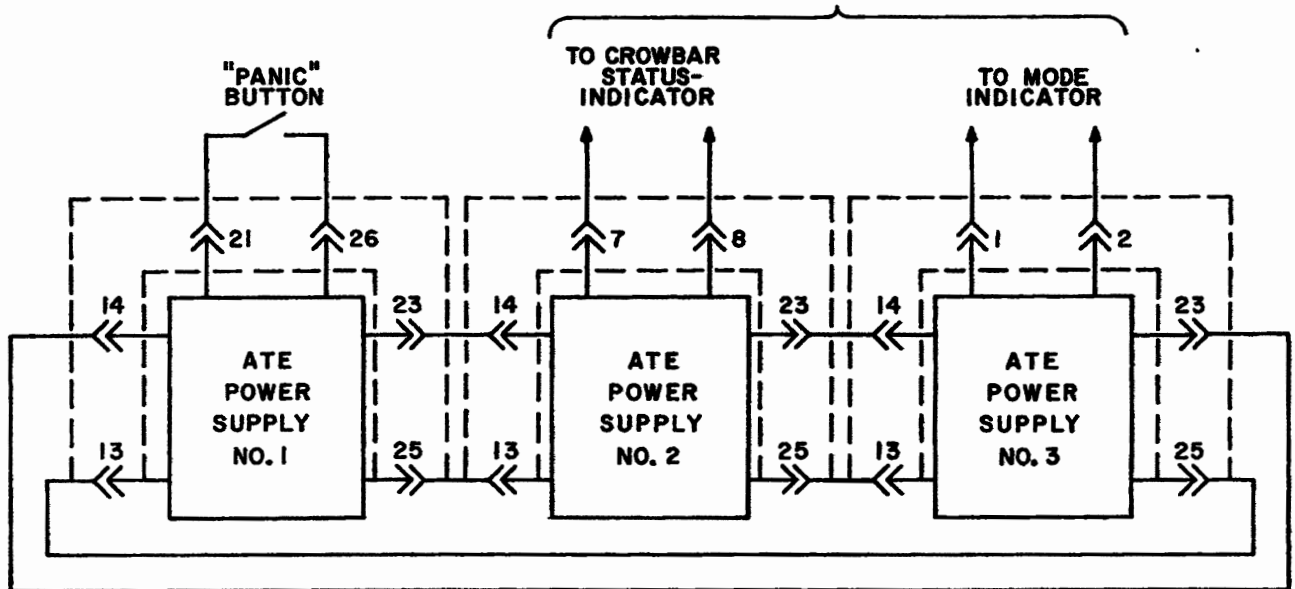 TO CROWBAR
STATUS-
INDICATOR
"PANIC"
BUTTON
TO MODE
INDICATOR
21
26
7
8
1
2
14
23
14
23
14
23
ATE
POWER
SUPPLY
NO. 1
ATE
POWER
SUPPLY
NO. 2
ATE
POWER
SUPPLY
NO. 3
13
25
13
25
13
25